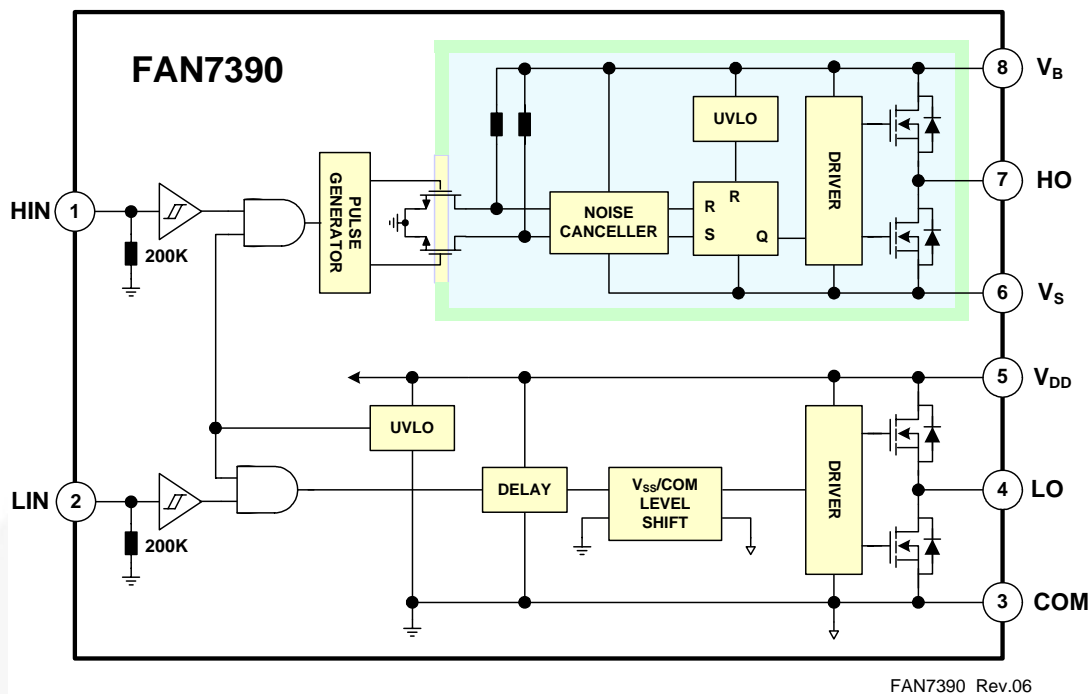 FAN7390
8 V_B
UVLO
DRIVER
PULSE GENERATOR
7 HO
HIN 1
R
R
NOISE
CANCELLER
S
Q
200K
6 V_S
5 V_DD
UVLO
DRIVER
LIN 2
DELAY
V_SS/COM
LEVEL
SHIFT
4 LO
200K
3 COM
FAN7390 Rev.06